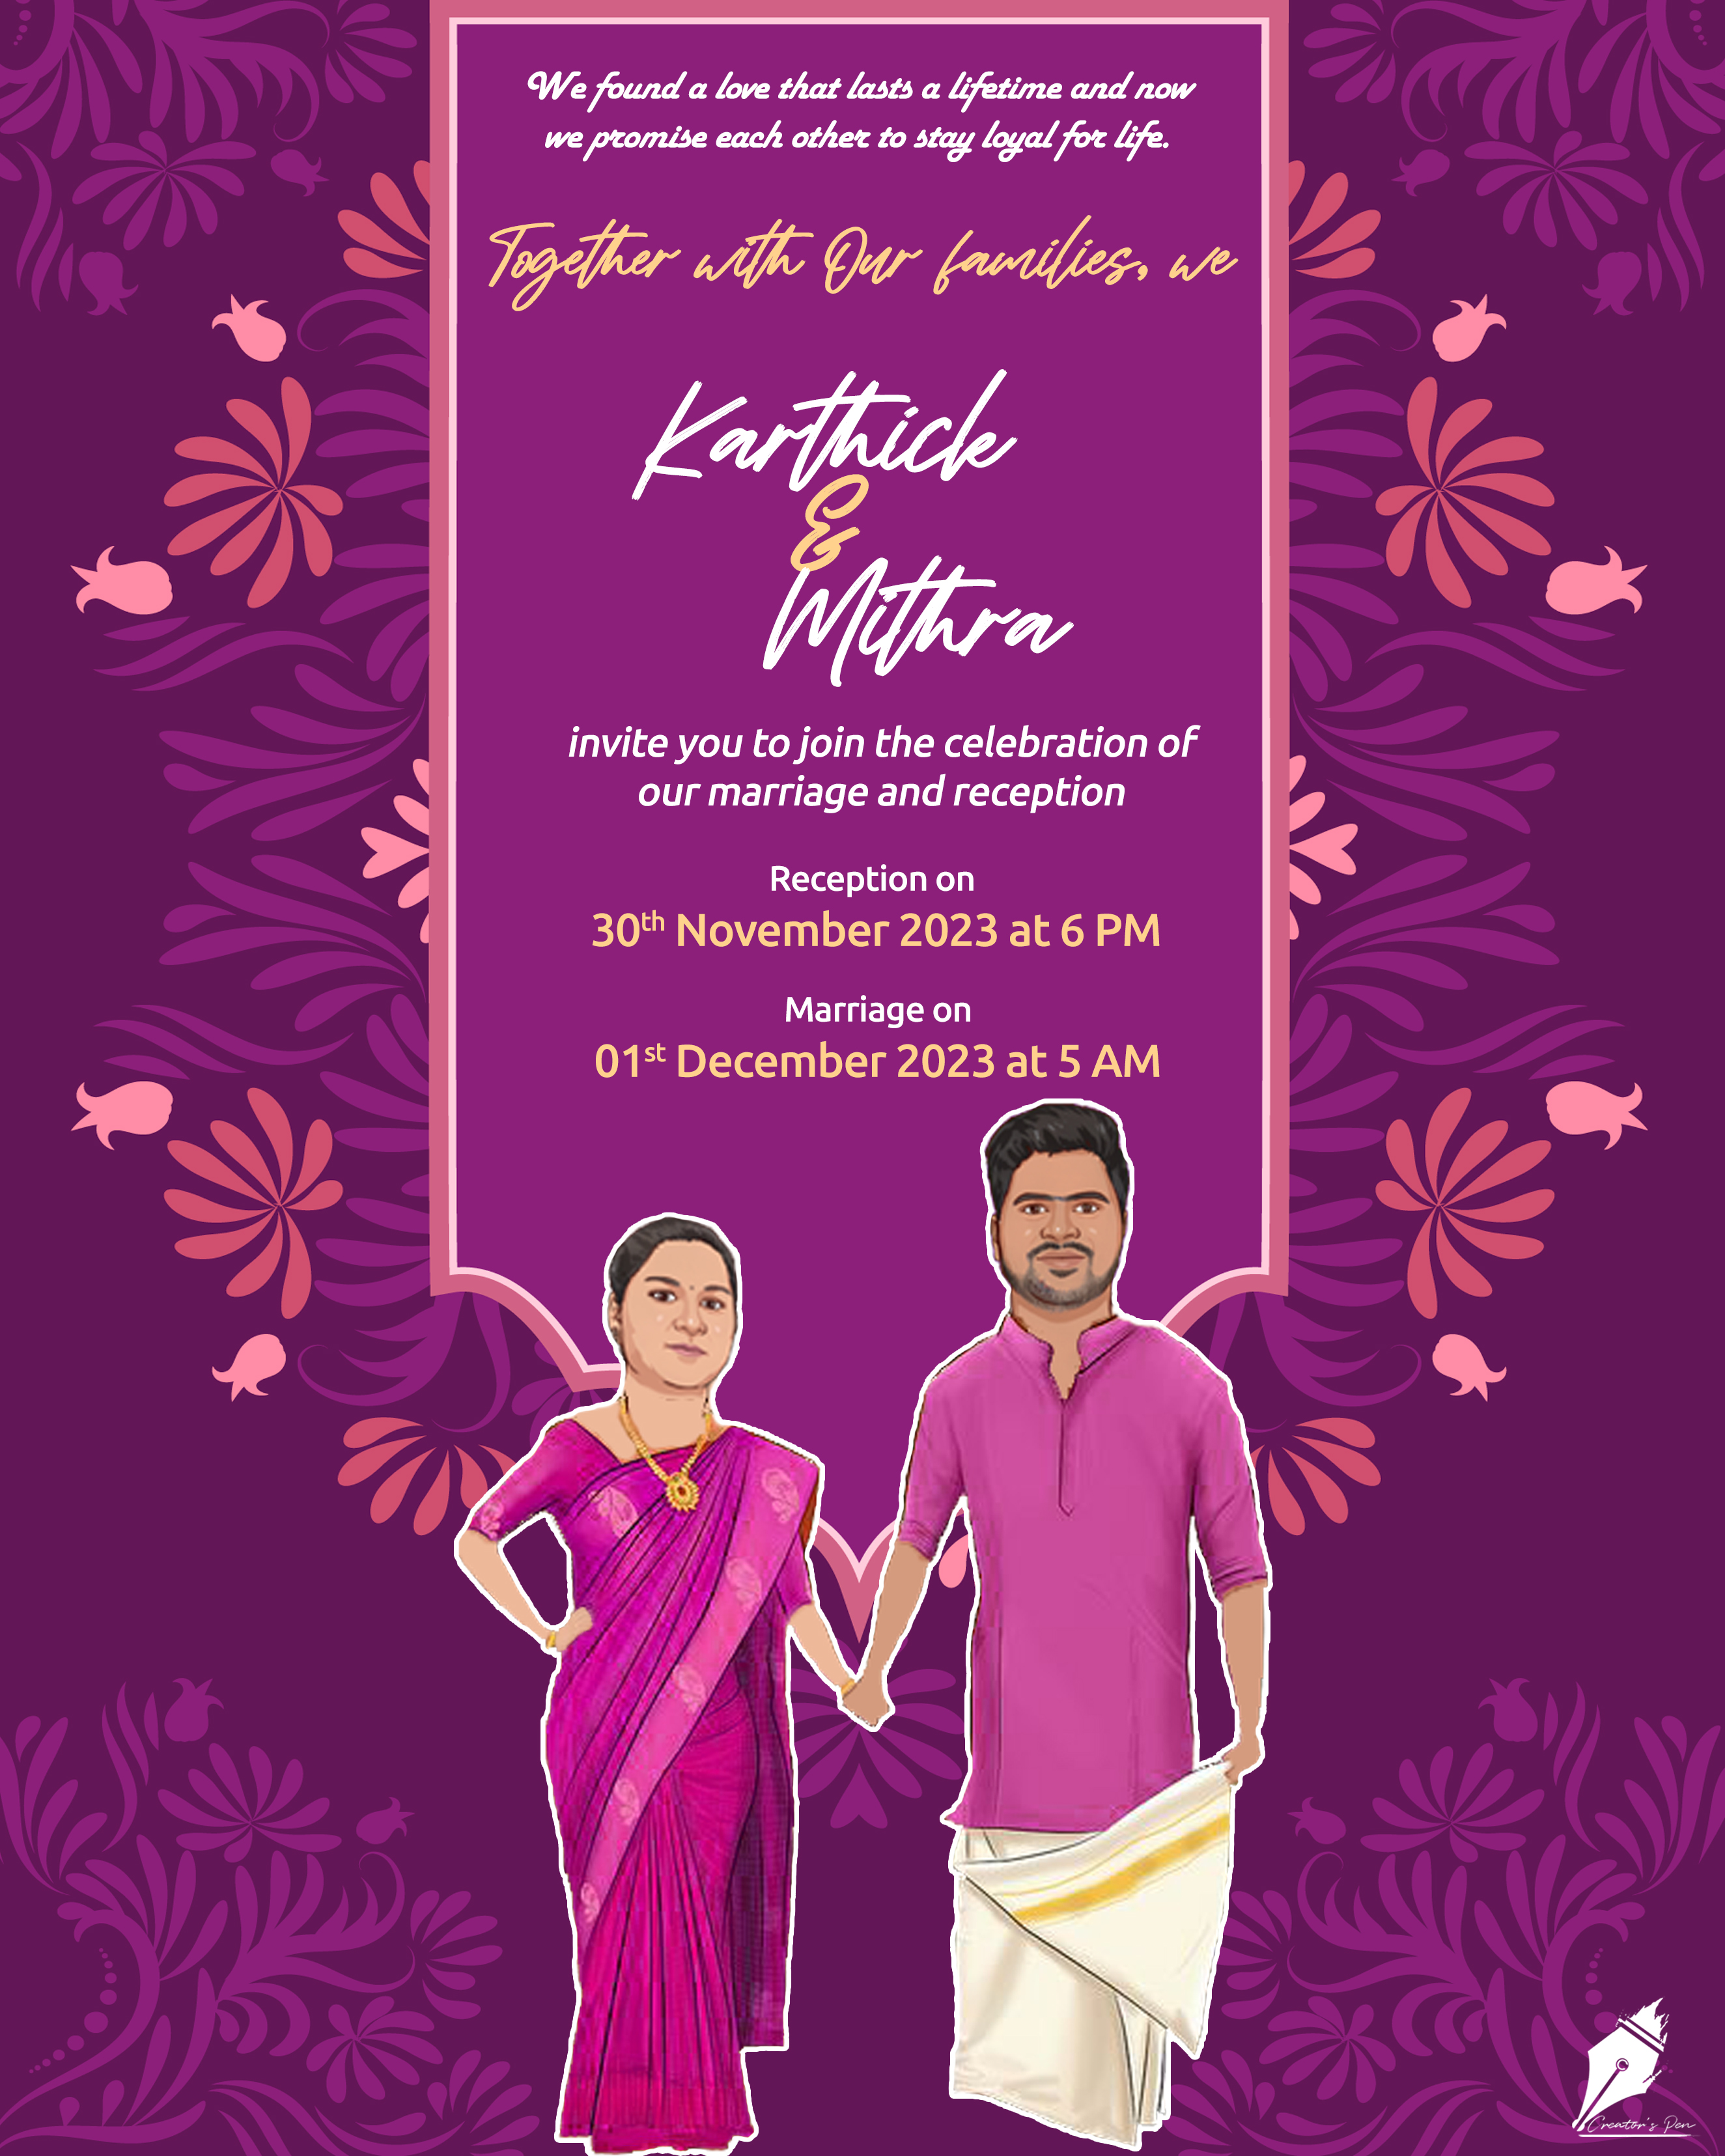 We found a love that lasts a lifetime and now
we promise each other to stay loyal for life.
Together with Our families, we
Karthick
&
Mithra
invite you to join the celebration of
our marriage and reception
Reception on
30th November 2023 at 6 PM
Marriage on
01st December 2023 at 5 AM
Creator's Pen